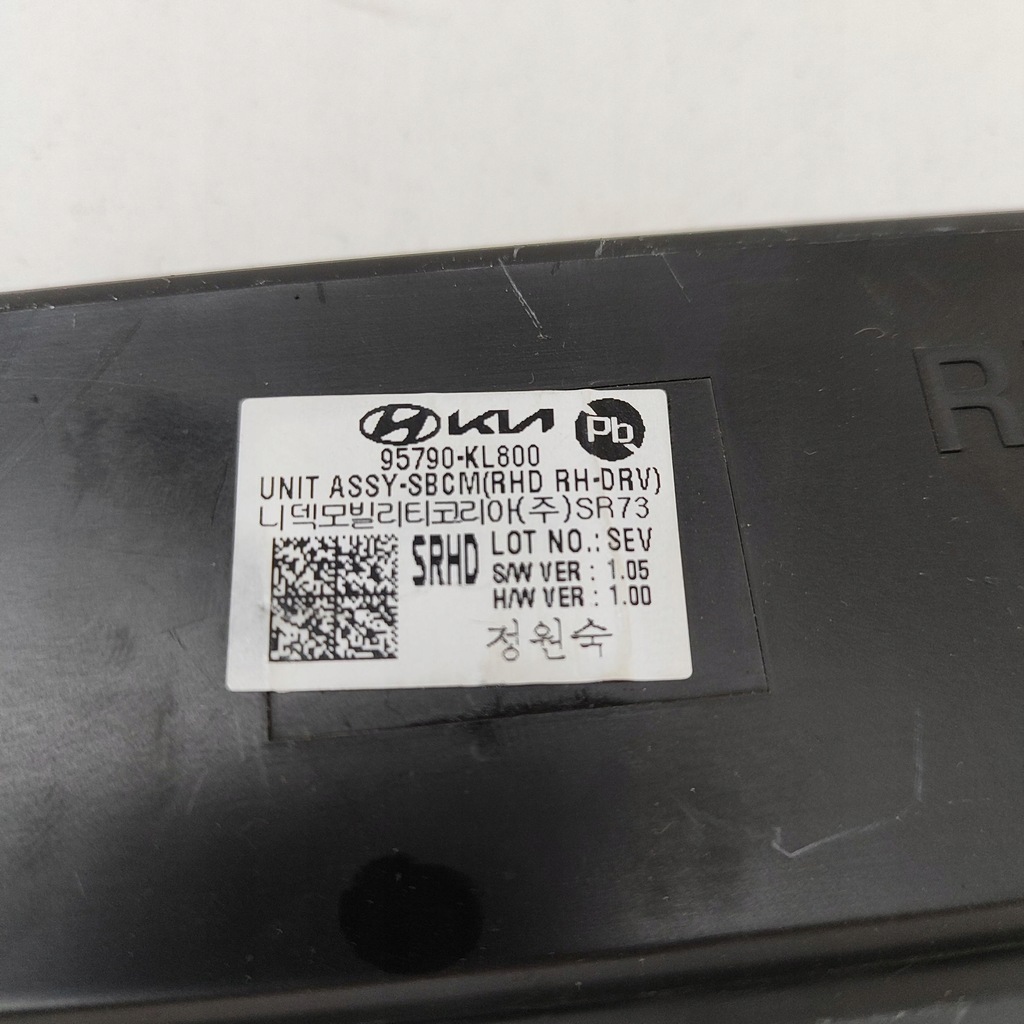 KIA Pb
95790-KL800
UNIT ASSY-SBCM(RHD RH-DRV)
니덱모빌리티코리아(주)SR73
SRHD
LOT NO.: SEV
S/W VER : 1.05
H/W VER : 1.00
정원숙
R